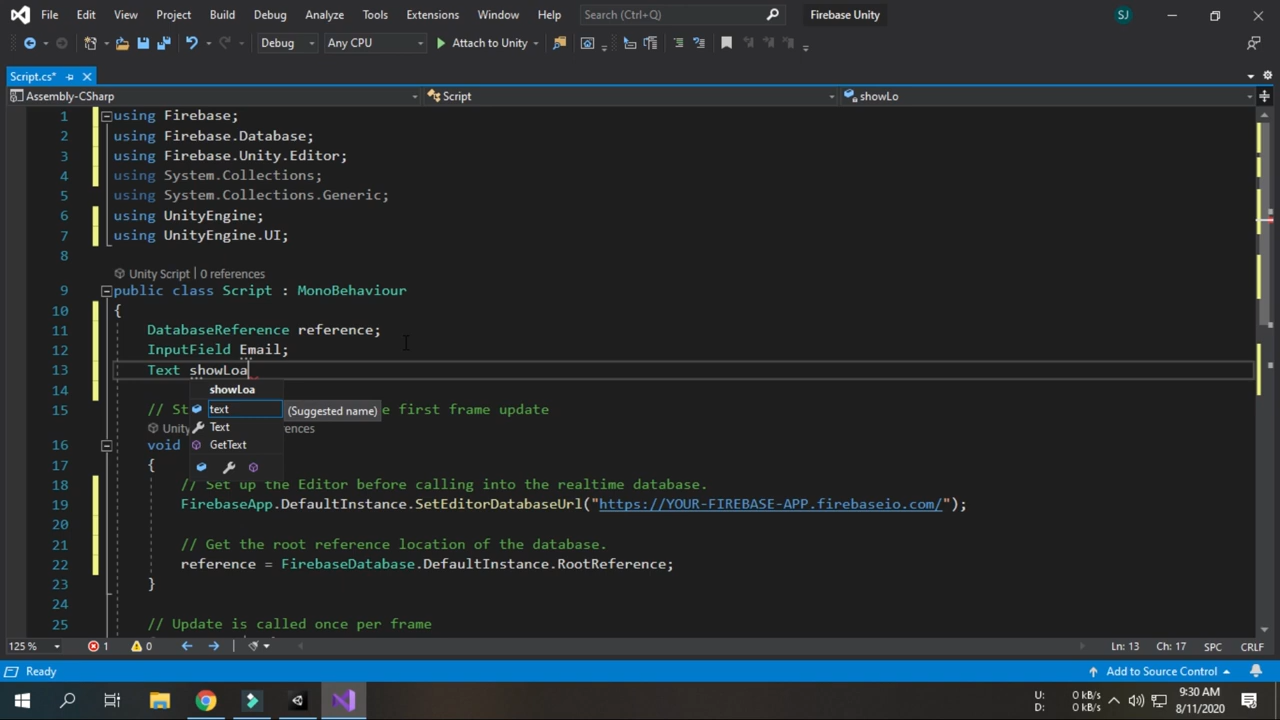 File Edit View Project Build Debug Analyze Tools Extensions Window Help Search (Ctrl+Q) Firebase Unity SJ
Debug Any CPU Attach to Unity
Script.cs*
Assembly-CSharp Script showLo
1 using Firebase;
2 using Firebase.Database;
3 using Firebase.Unity.Editor;
4 using System.Collections;
5 using System.Collections.Generic;
6 using UnityEngine;
7 using UnityEngine.UI;
8
Unity Script | 0 references
9 public class Script : MonoBehaviour
10 {
11 DatabaseReference reference;
12 InputField Email;
13 Text showLoa
showLoa
14
text (Suggested name)
15 // St e first frame update
Text
Unity ences
16 void
GetText
17 {
18 // Set up the Editor before calling into the realtime database.
19 FirebaseApp.DefaultInstance.SetEditorDatabaseUrl("https://YOUR-FIREBASE-APP.firebaseio.com/");
20
21 // Get the root reference location of the database.
22 reference = FirebaseDatabase.DefaultInstance.RootReference;
23 }
24
25 // Update is called once per frame
125 % 1 0 Ln: 13 Ch: 17 SPC CRLF
Ready Add to Source Control
U: 0 kB/s
D: 0 kB/s
9:30 AM
8/11/2020